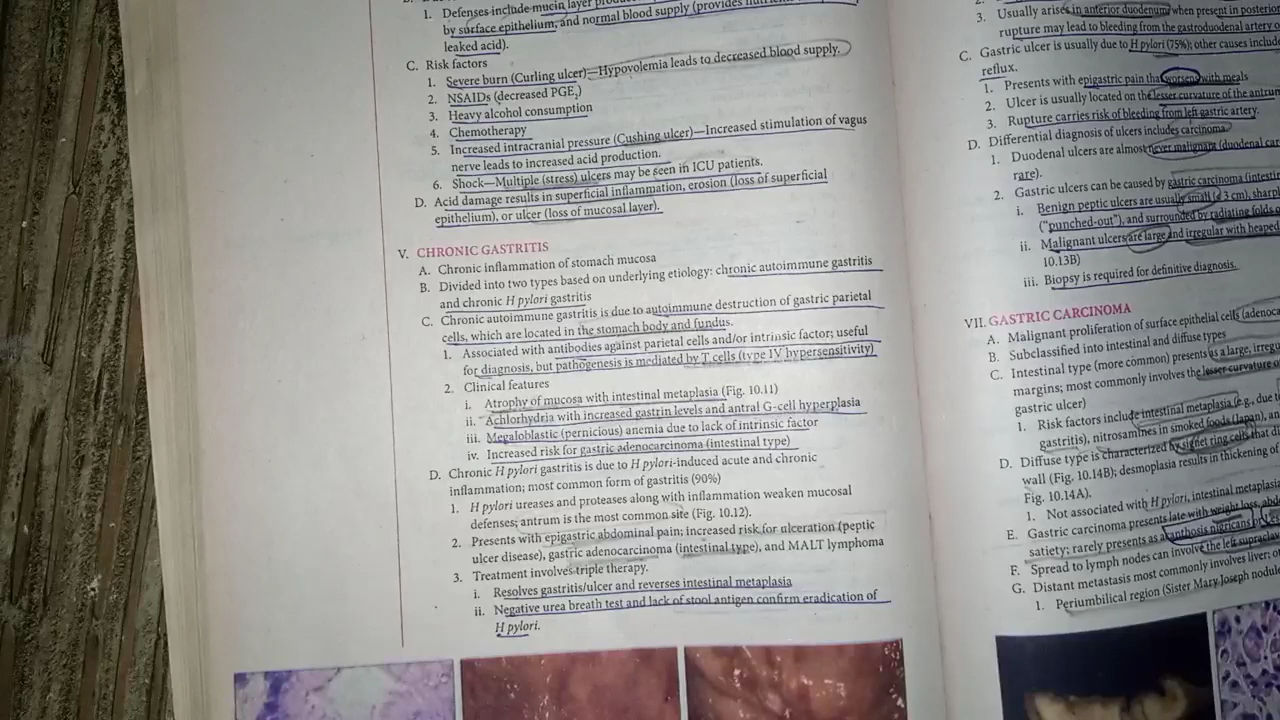 1. Defenses include mucin layer
by surface epithelium, and normal blood supply (provides
leaked acid).
C. Risk factors
1. Severe burn (Curling ulcer)—Hypovolemia leads to decreased blood supply.
2. NSAIDs (decreased PGE₂)
3. Heavy alcohol consumption
4. Chemotherapy
5. Increased intracranial pressure (Cushing ulcer)—Increased stimulation of vagus
nerve leads to increased acid production.
6. Shock—Multiple (stress) ulcers may be seen in ICU patients.
D. Acid damage results in superficial inflammation, erosion (loss of superficial
epithelium), or ulcer (loss of mucosal layer).
V. CHRONIC GASTRITIS
A. Chronic inflammation of stomach mucosa
B. Divided into two types based on underlying etiology: chronic autoimmune gastritis
and chronic H pylori gastritis
C. Chronic autoimmune gastritis is due to autoimmune destruction of gastric parietal
cells, which are located in the stomach body and fundus.
1. Associated with antibodies against parietal cells and/or intrinsic factor; useful
for diagnosis, but pathogenesis is mediated by T cells (type IV hypersensitivity)
2. Clinical features
i. Atrophy of mucosa with intestinal metaplasia (Fig. 10.11)
ii. Achlorhydria with increased gastrin levels and antral G-cell hyperplasia
iii. Megaloblastic (pernicious) anemia due to lack of intrinsic factor
iv. Increased risk for gastric adenocarcinoma (intestinal type)
D. Chronic H pylori gastritis is due to H pylori-induced acute and chronic
inflammation; most common form of gastritis (90%)
1. H pylori ureases and proteases along with inflammation weaken mucosal
defenses; antrum is the most common site (Fig. 10.12).
2. Presents with epigastric abdominal pain; increased risk for ulceration (peptic
ulcer disease), gastric adenocarcinoma (intestinal type), and MALT lymphoma
3. Treatment involves triple therapy.
i. Resolves gastritis/ulcer and reverses intestinal metaplasia
ii. Negative urea breath test and lack of stool antigen confirm eradication of
H pylori.
3. Usually arises in anterior duodenum; when present in posterior
rupture may lead to bleeding from the gastroduodenal artery
C. Gastric ulcer is usually due to H pylori (75%); other causes include
reflux.
1. Presents with epigastric pain that worsens with meals
2. Ulcer is usually located on the lesser curvature of the
3. Rupture carries risk of bleeding from left gastric artery.
D. Differential diagnosis of ulcers includes carcinoma
1. Duodenal ulcers are almost never malignant (duodenal
rare).
2. Gastric ulcers can be caused by gastric carcinoma
i. Benign peptic ulcers are usually small (< 3 cm),
("punched-out"), and surrounded by radiating folds
ii. Malignant ulcers are large and irregular with heaped
10.13B)
iii. Biopsy is required for definitive diagnosis.
VII. GASTRIC CARCINOMA
A. Malignant proliferation of surface epithelial cells
B. Subclassified into intestinal and diffuse types
C. Intestinal type (more common) presents as a large,
margins; most commonly involves the lesser curvature
gastric ulcer)
1. Risk factors include intestinal metaplasia (e.g., due
gastritis), nitrosamines in smoked foods (Japan),
D. Diffuse type is characterized by signet ring cells that
wall (Fig. 10.14B); desmoplasia results in thickening of
Fig. 10.14A).
1. Not associated with H pylori, intestinal
E. Gastric carcinoma presents late with weight loss,
satiety; rarely presents as acanthosis nigricans
F. Spread to lymph nodes can involve the left
G. Distant metastasis most commonly involves liver;
1. Periumbilical region (Sister Mary Joseph